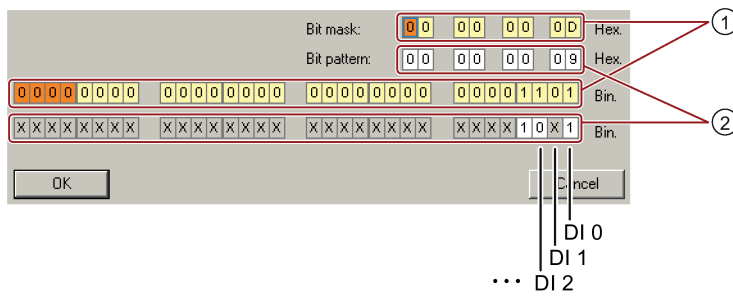 Bit mask: 0 0 0 0 0 0 0 D Hex. 1
Bit pattern: 0 0 0 0 0 0 0 9 Hex.
0 0 0 0 0 0 0 0 0 0 0 0 0 0 0 0 0 0 0 0 0 0 0 0 0 0 0 0 1 1 0 1 Bin.
X X X X X X X X X X X X X X X X X X X X X X X X X X X X 1 0 X 1 Bin. 2
OK Cancel
DI 0
DI 1
... DI 2